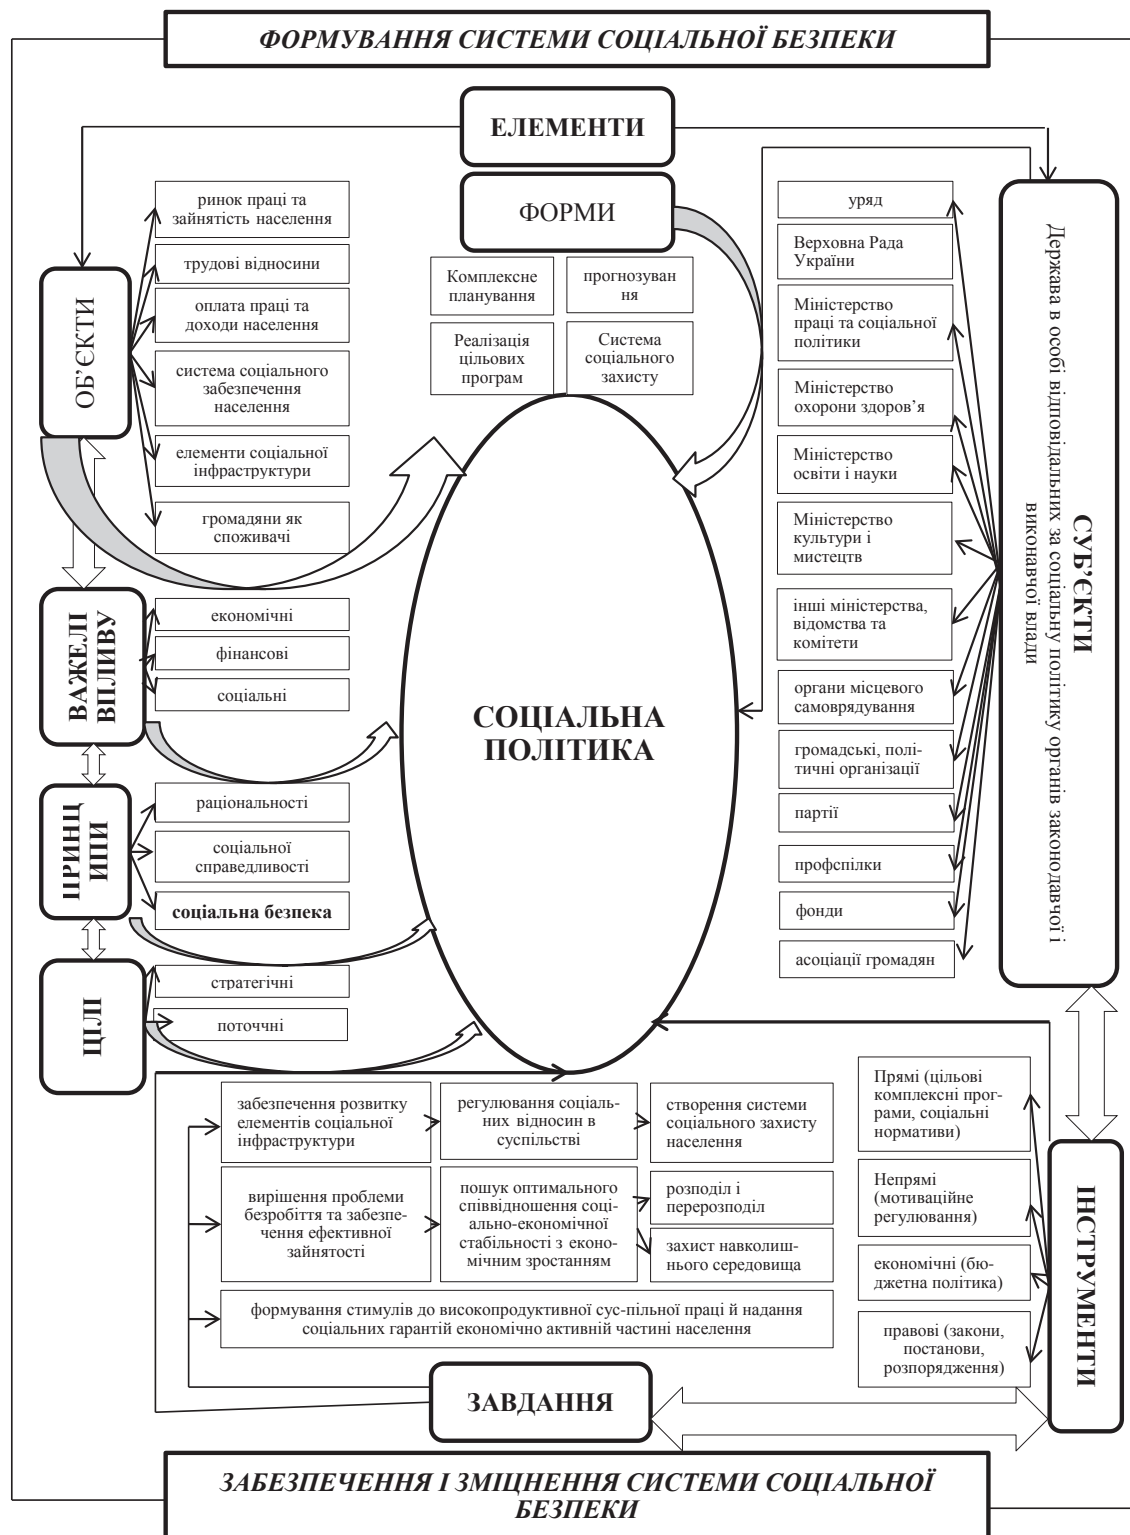 ФОРМУВАННЯ СИСТЕМИ СОЦІАЛЬНОЇ БЕЗПЕКИ
ЕЛЕМЕНТИ
ФОРМИ
Комплексне
планування
прогнозуван
ня
Реалізація
цільових
програм
Система
соціального
захисту
ОБ’ЄКТИ
ринок праці та
зайнятість населення
трудові відносини
оплата праці та
доходи населення
система соціального
забезпечення
населення
елементи соціальної
інфраструктури
громадяни як
споживачі
ВАЖЕЛІ
ВПЛИВУ
економічні
фінансові
соціальні
ПРИНЦ
ИПИ
раціональності
соціальної
справедливості
соціальна безпека
ЦІЛІ
стратегічні
поточчні
СОЦІАЛЬНА
ПОЛІТИКА
уряд
Верховна Рада
України
Міністерство
праці та соціальної
політики
Міністерство
охорони здоров’я
Міністерство
освіти і науки
Міністерство
культури і
мистецтв
інші міністерства,
відомства та
комітети
органи місцевого
самоврядування
громадські, полі-
тичні організації
партії
профспілки
фонди
асоціації громадян
СУБ’ЄКТИ
Держава в особі відповідальних за соціальну політику органів законодавчої і
виконавчої влади
забезпечення розвитку
елементів соціальної
інфраструктури
регулювання соціаль-
них відносин в
суспільстві
створення системи
соціального захисту
населення
вирішення проблеми
безробіття та забезпе-
чення ефективної
зайнятості
пошук оптимального
співвідношення соці-
ально-економічної
стабільності з еконо-
мічним зростанням
розподіл і
перерозподіл
захист навколиш-
нього середовища
формування стимулів до високопродуктивної сус-пільної праці й надання
соціальних гарантій економічно активній частині населення
ЗАВДАННЯ
Прямі (цільові
комплексні прог-
рами, соціальні
нормативи)
Непрямі
(мотиваційне
регулювання)
економічні (бю-
джетна політика)
правові (закони,
постанови,
розпорядження)
ІНСТРУМЕНТИ
ЗАБЕЗПЕЧЕННЯ І ЗМІЦНЕННЯ СИСТЕМИ СОЦІАЛЬНОЇ
БЕЗПЕКИ